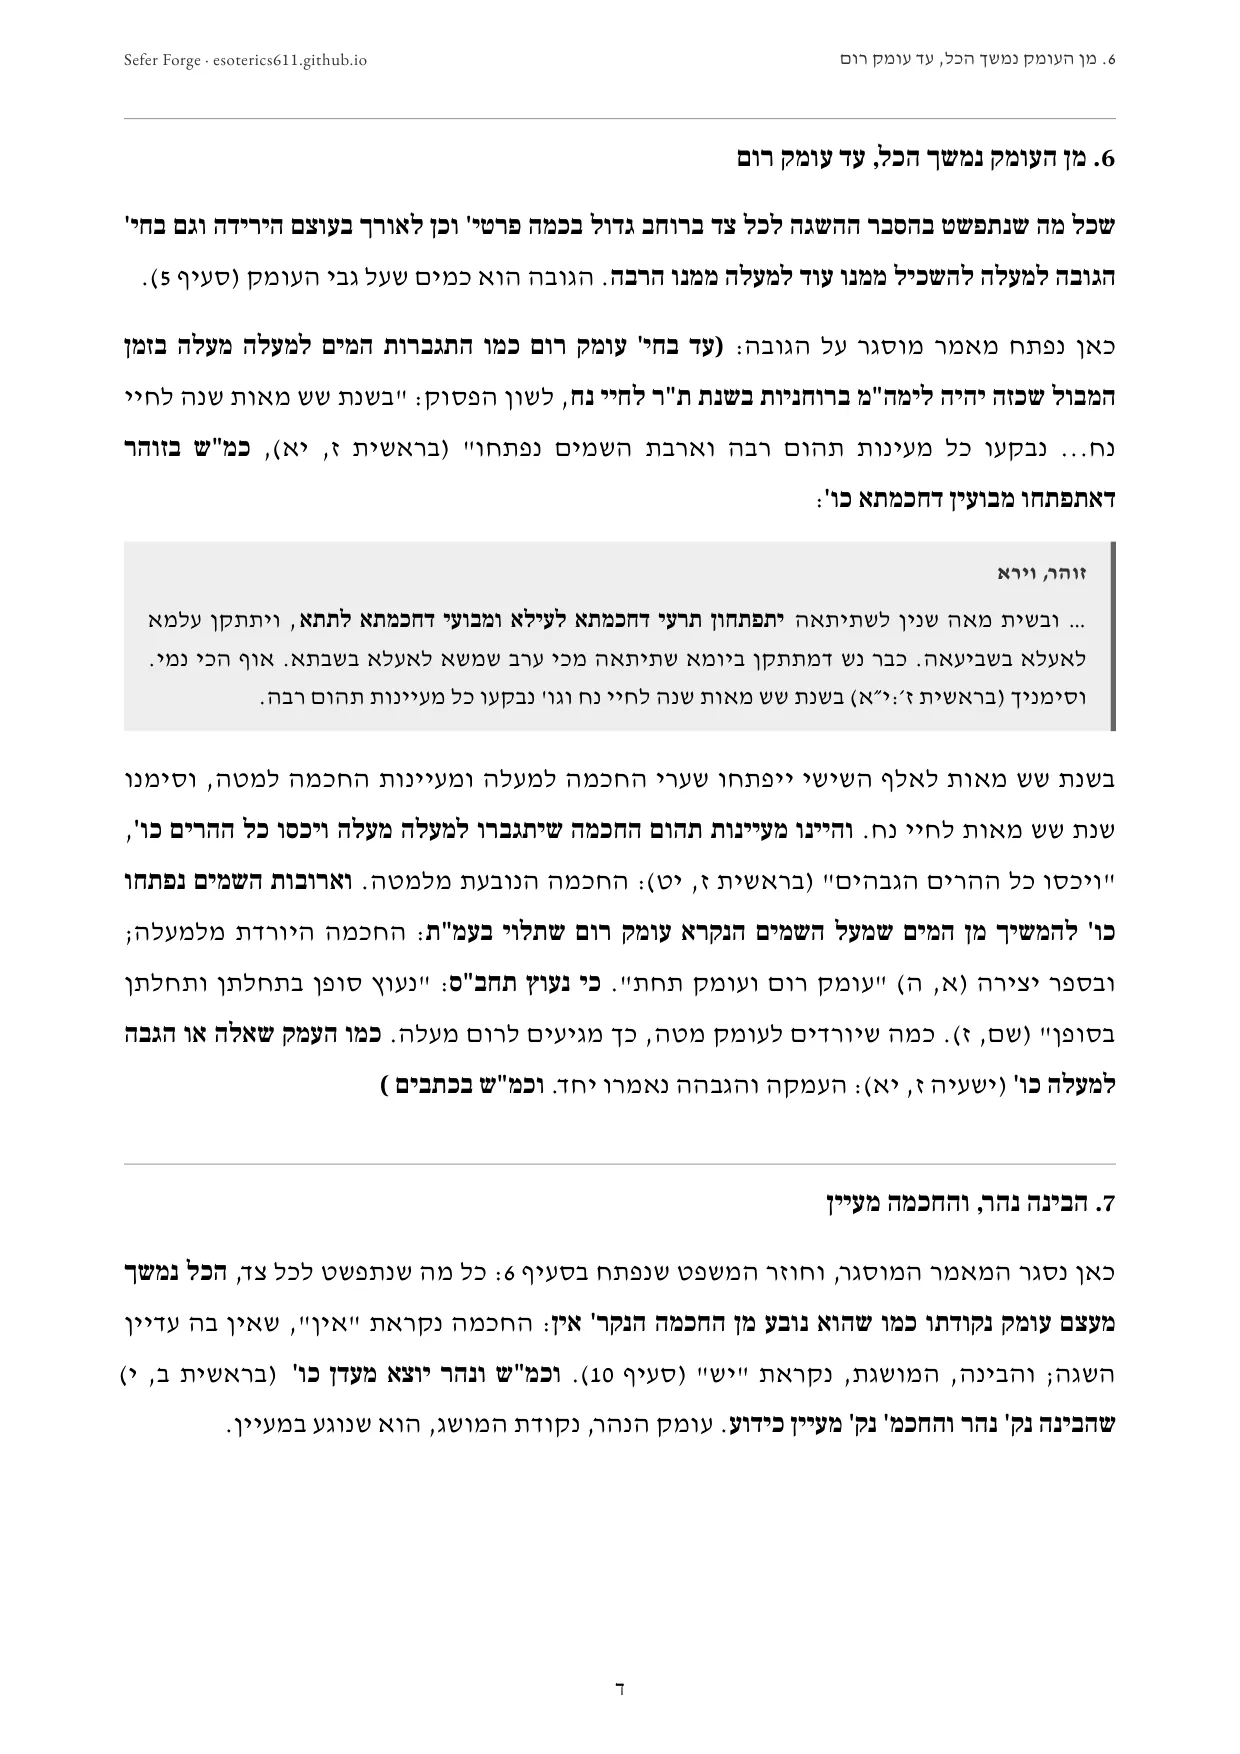 Sefer Forge · esoterics611.github.io
6. מן העומק נמשך הכל, עד עומק רום
6. מן העומק נמשך הכל, עד עומק רום
שכל מה שנתפשט בהסבר ההשגה לכל צד ברוחב גדול בכמה פרטי' וכן לאורך בעוצם הירידה וגם בחי'
הגובה למעלה להשכיל ממנו עוד למעלה ממנו הרבה. הגובה הוא כמים שעל גבי העומק (סעיף 5).
כאן נפתח מאמר מוסגר על הגובה: (עד בחי' עומק רום כמו התגברות המים למעלה מעלה בזמן
המבול שכזה יהיה לימה"מ ברוחניות בשנת ת"ר לחיי נח, לשון הפסוק: "בשנת שש מאות שנה לחיי
נח... נבקעו כל מעינות תהום רבה וארבת השמים נפתחו" (בראשית ז, יא), כמ"ש בזוהר
דאתפתחו מבועין דחכמתא כו':
זוהר, וירא
... ובשית מאה שנין לשתיתאה יתפתחון תרעי דחכמתא לעילא ומבועי דחכמתא לתתא, ויתתקן עלמא
לאעלא בשביעאה. כבר נש דמתתקן ביומא שתיתאה מכי ערב שמשא לאעלא בשבתא. אוף הכי נמי.
וסימניך (בראשית ז׳:י״א) בשנת שש מאות שנה לחיי נח וגו' נבקעו כל מעיינות תהום רבה.
בשנת שש מאות לאלף השישי ייפתחו שערי החכמה למעלה ומעיינות החכמה למטה, וסימנו
שנת שש מאות לחיי נח. והיינו מעיינות תהום החכמה שיתגברו למעלה מעלה ויכסו כל ההרים כו',
"ויכסו כל ההרים הגבהים" (בראשית ז, יט): החכמה הנובעת מלמטה. וארובות השמים נפתחו
כו' להמשיך מן המים שמעל השמים הנקרא עומק רום שתלוי בעמ"ת: החכמה היורדת מלמעלה;
ובספר יצירה (א, ה) "עומק רום ועומק תחת". כי נעוץ תחב"ס: "נעוץ סופן בתחלתן ותחלתן
בסופן" (שם, ז). כמה שיורדים לעומק מטה, כך מגיעים לרום מעלה. כמו העמק שאלה או הגבה
למעלה כו' (ישעיה ז, יא): העמקה והגבהה נאמרו יחד. וכמ"ש בכתבים )
7. הבינה נהר, והחכמה מעיין
כאן נסגר המאמר המוסגר, וחוזר המשפט שנפתח בסעיף 6: כל מה שנתפשט לכל צד, הכל נמשך
מעצם עומק נקודתו כמו שהוא נובע מן החכמה הנקר' אין: החכמה נקראת "אין", שאין בה עדיין
השגה; והבינה, המושגת, נקראת "יש" (סעיף 10). וכמ"ש ונהר יוצא מעדן כו' (בראשית ב, י)
שהבינה נק' נהר והחכמ' נק' מעיין כידוע. עומק הנהר, נקודת המושג, הוא שנוגע במעיין.
ד